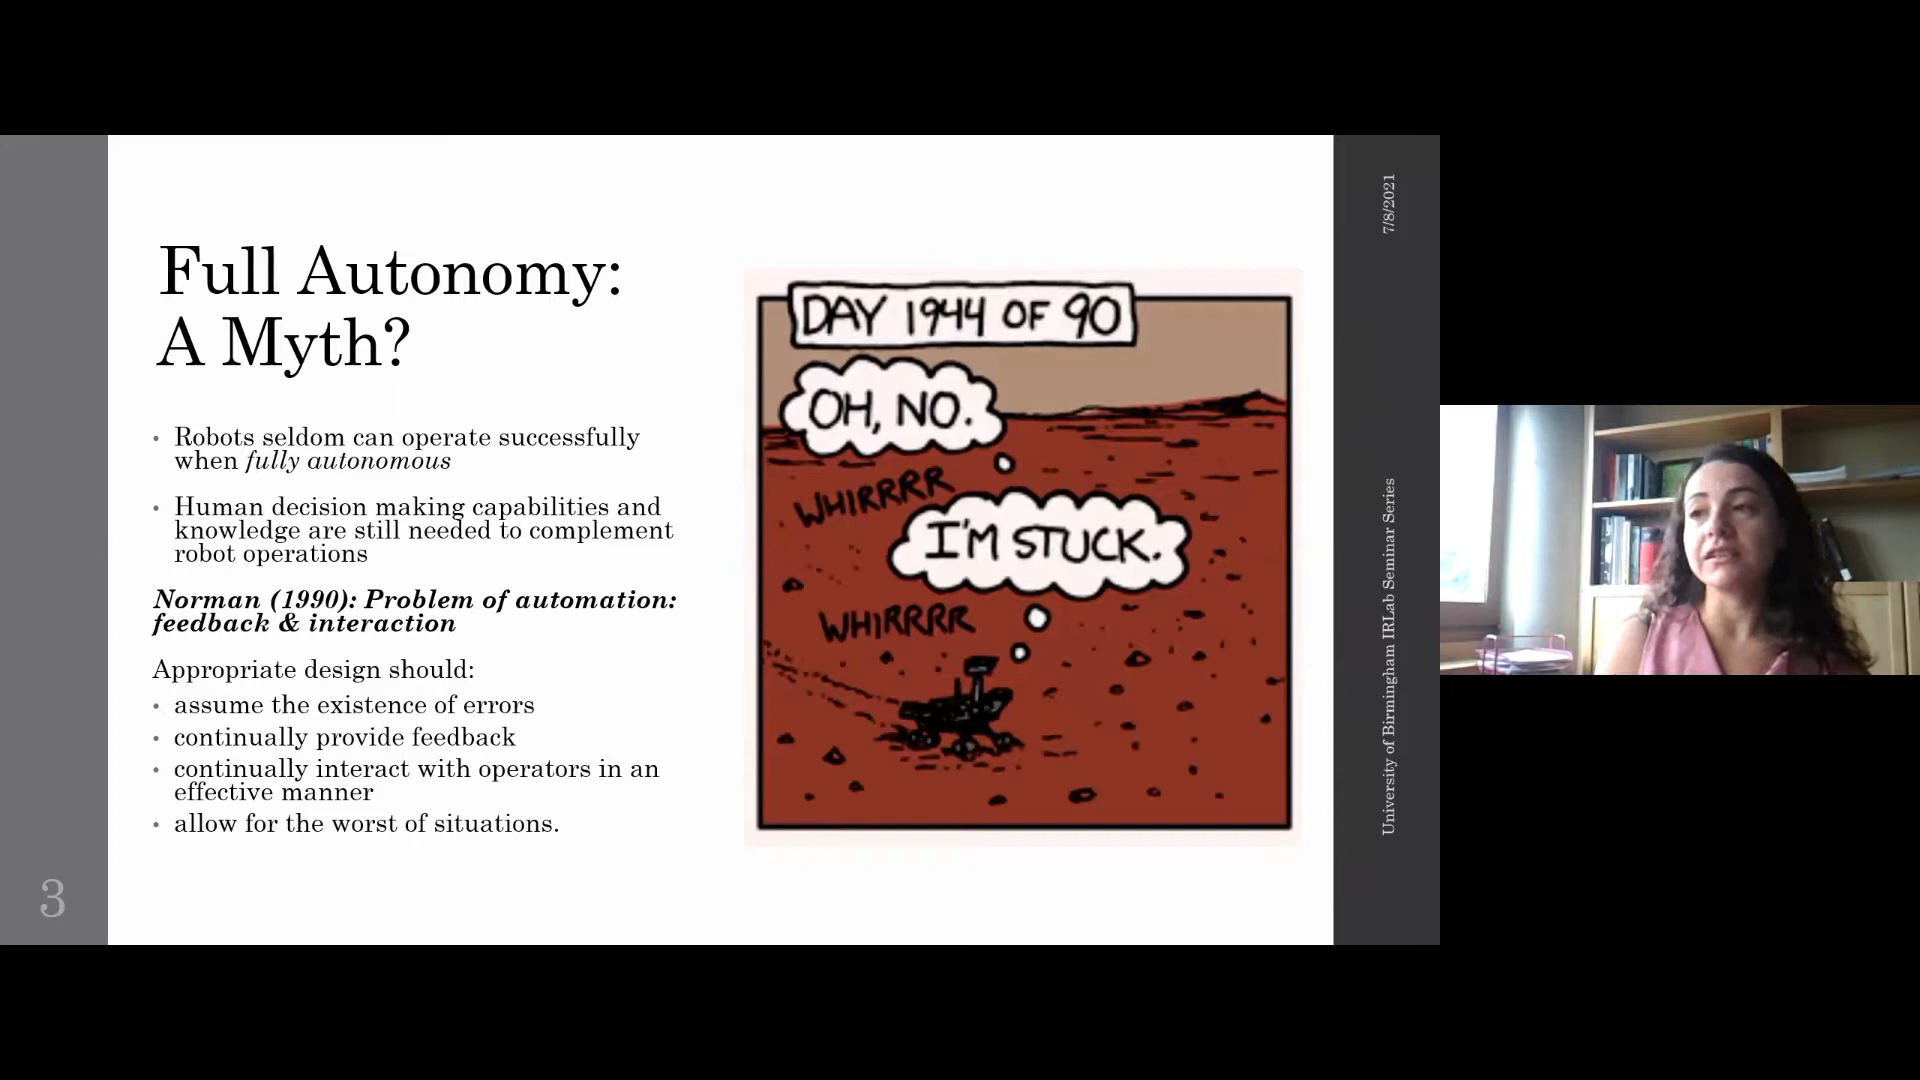 Full Autonomy:
A Myth?
• Robots seldom can operate successfully
when fully autonomous
• Human decision making capabilities and
knowledge are still needed to complement
robot operations
Norman (1990): Problem of automation:
feedback & interaction
Appropriate design should:
• assume the existence of errors
• continually provide feedback
• continually interact with operators in an
effective manner
• allow for the worst of situations.
3
DAY 1944 OF 90
OH, NO.
WHIRRRR
I'M STUCK.
WHIRRRR
7/8/2021
University of Birmingham IRLab Seminar Series